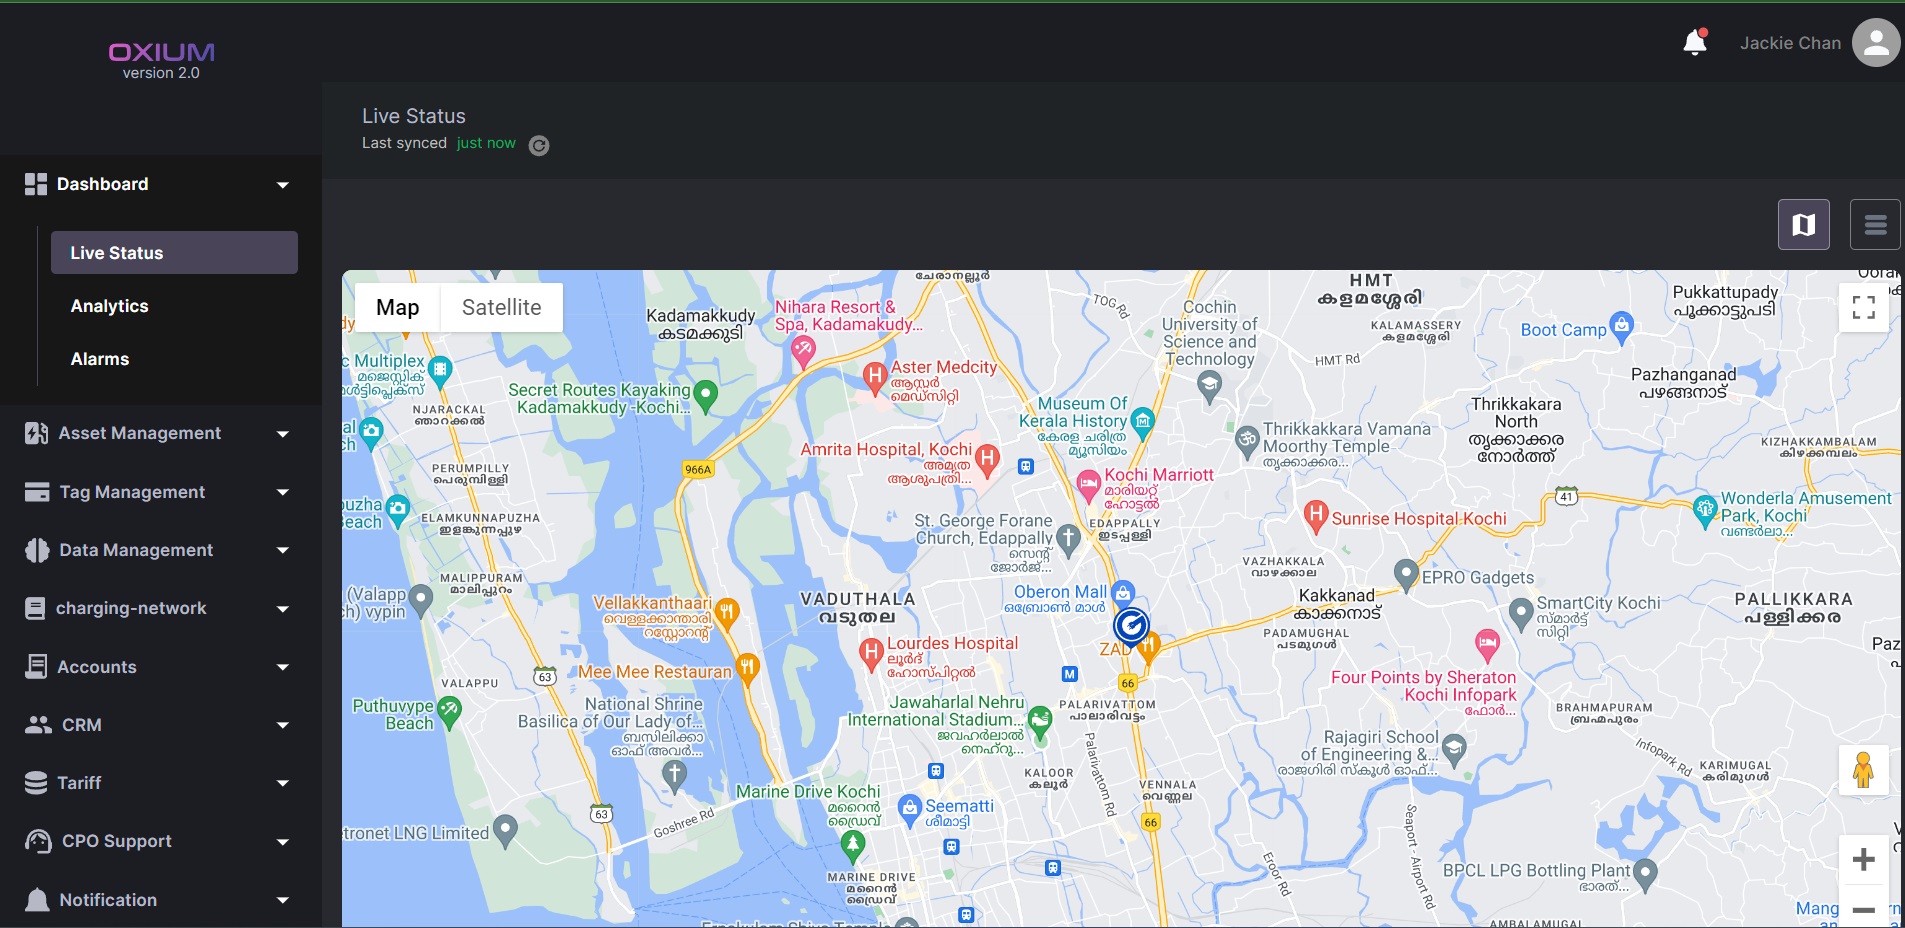 OXIUM
version 2.0
Jackie Chan
Live Status
Last synced just now
Dashboard
Live Status
Analytics
Alarms
Asset Management
Tag Management
Data Management
charging-network
Accounts
CRM
Tariff
CPO Support
Notification
Map
Satellite
ചേരാനല്ലൂർ
Kadamakkudy
കടമക്കുടി
Nihara Resort &
Spa, Kadamakudy...
TOG Rd
Cochin
University of
Science and
Technology
HMT
കളമശ്ശേരി
KALAMASSERY
കളമശ്ശേരി
HMT Rd
Boot Camp
Pukkattupady
പൂക്കാട്ടുപടി
c Multiplex
മജെസ്റ്റിക്
Secret Routes Kayaking
Kadamakkudy -Kochi...
Aster Medcity
ആസ്റ്റർ
മെഡ്സിറ്റി
NJARACKAL
ഞാറക്കൽ
Museum Of
Kerala History
കേരള ചരിത്ര
മ്യൂസിയം
Thrikkakkara Vamana
Moorthy Temple
തൃക്കാക്കര...
Thrikkakara
North
തൃക്കാക്കര
നോർത്ത്
Pazhanganad
പഴങ്ങനാട്
KIZHAKKAMBALAM
കിഴക്കമ്പലം
PERUMPILLY
പെരുമ്പിള്ളി
966A
Amrita Hospital, Kochi
അമൃത
ആശുപത്രി...
Kochi Marriott
മാരിയറ്റ്
ഹോട്ടൽ
ELAMKUNNAPUZHA
ഇളങ്കുന്നപ്പുഴ
Beach
St. George Forane
Church, Edappally
സെന്റ്
ജോർജ്...
EDAPPALLY
ഇടപ്പള്ളി
Sunrise Hospital Kochi
41
Wonderla Amusement
Park, Kochi
വണ്ടർലാ...
VAZHAKKALA
വാഴക്കാല
EPRO Gadgets
MALIPPURAM
മാലിപ്പുറം
(Valapp
ch) vypin
Vellakkanthaari
വെള്ളക്കാന്താരി
റസ്റ്റോറന്റ്
VADUTHALA
വടുതല
Oberon Mall
ഒബ്രോൺ മാൾ
Kakkanad
കാക്കനാട്
PADAMUGHAL
പടമുഗൾ
SmartCity Kochi
സ്മാർട്ട്
സിറ്റി
PALLIKKARA
പള്ളിക്കര
Lourdes Hospital
ലൂർദ്
ഹോസ്പിറ്റൽ
63
Mee Mee Restauran
VALAPPU
66
Four Points by Sheraton
Kochi Infopark
ഫോർ...
Puthuvype
Beach
National Shrine
Basilica of Our Lady of...
ബസിലിക്കാ
ഓഫ് അവർ...
Jawaharlal Nehru
International Stadium...
ജവഹർലാൽ
നെഹ്റു...
PALARIVATTOM
പാലാരിവട്ടം
Palarivattom Rd
BRAHMAPURAM
ബ്രഹ്മപുരം
Rajagiri School
of Engineering &...
രാജഗിരി സ്കൂൾ ഓഫ്...
Infopark Rd
KARIMUGAL
കരിമുഗൾ
KALOOR
കലൂർ
VENNALA
വെണ്ണല
Marine Drive Kochi
മറൈൻ
ഡ്രൈവ്
Seematti
ശീമാട്ടി
63
Goshree Rd
66
tronet LNG Limited
Seaport - Airport Rd
Eroor Rd
BPCL LPG Bottling Plant
ഭാരത്...
MARINE DRIVE
മറൈൻ
ഡ്രൈവ്
Ernakulam Shiva Temple
AMBALAMUGAL